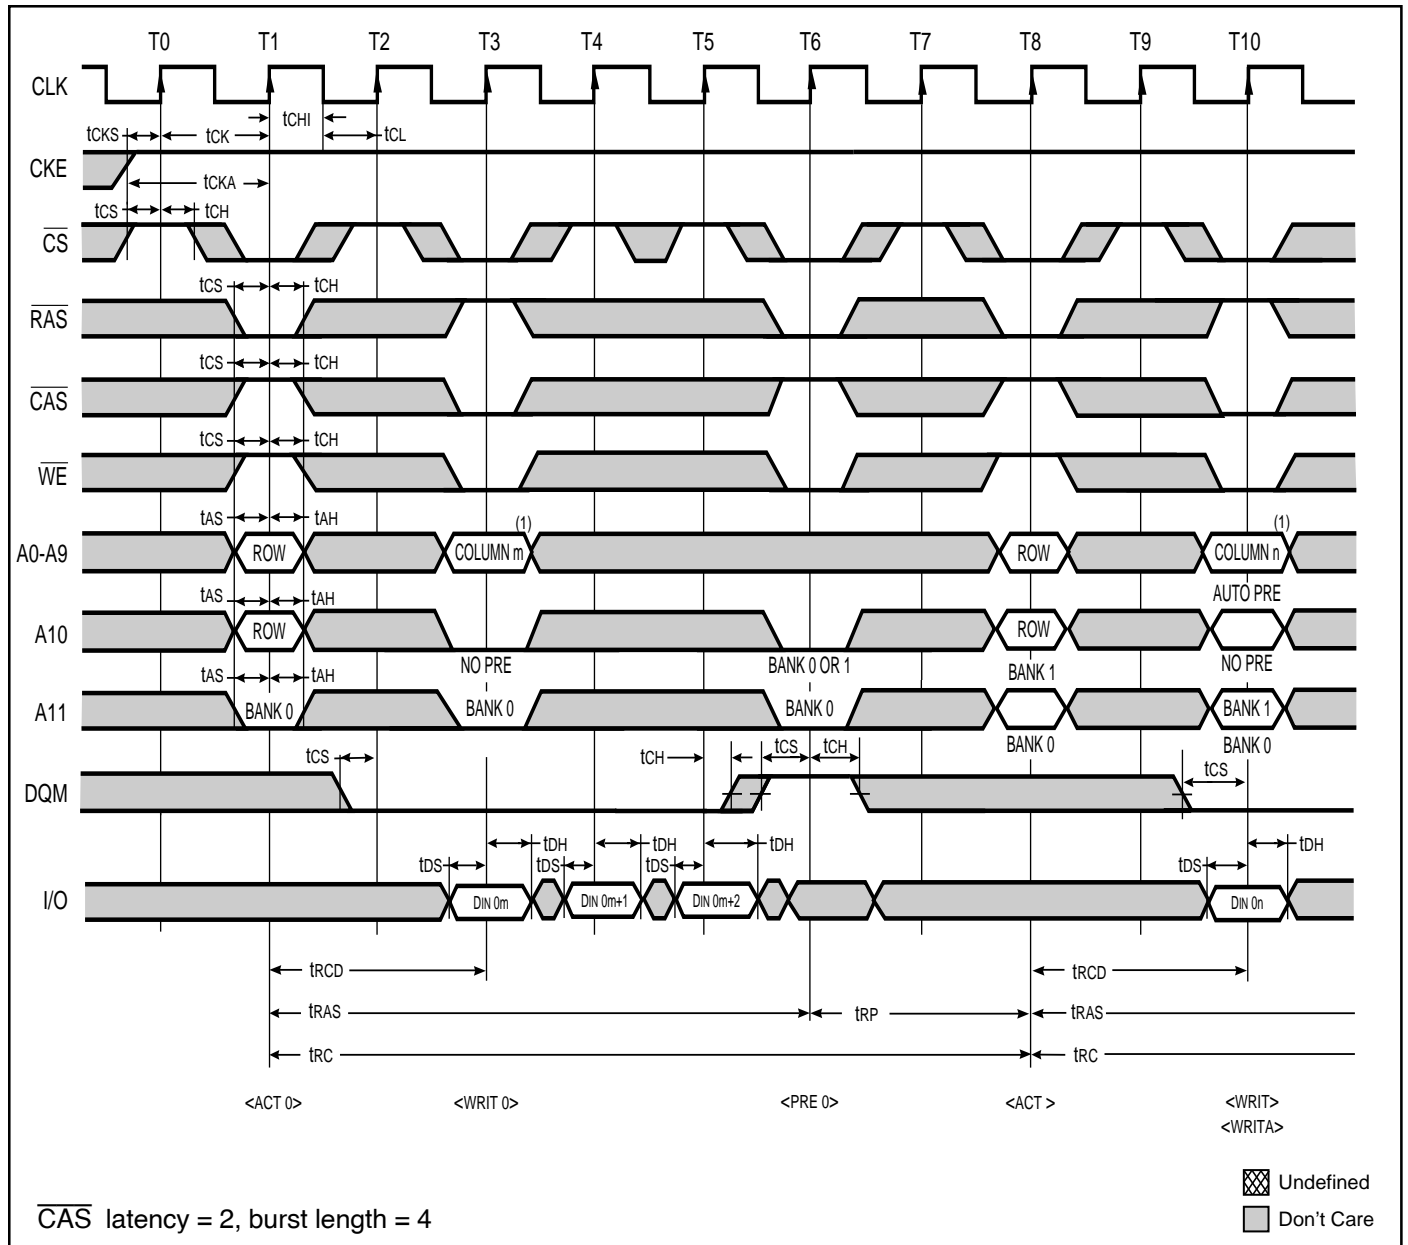 T0 T1 T2 T3 T4 T5 T6 T7 T8 T9 T10
CLK
tCHI
tCKS tCK tCL
CKE
tCKA
tCS tCH
CS
tCS tCH
RAS
tCS tCH
CAS
tCS tCH
WE
tAS tAH (1) (1)
A0-A9 ROW COLUMN m ROW COLUMN n
tAS tAH AUTO PRE
A10 ROW ROW
NO PRE BANK 0 OR 1 BANK 1 NO PRE
tAS tAH
A11 BANK 0 BANK 0 BANK 0 BANK 1
BANK 0 BANK 0
tCS tCH tCS tCH tCS
DQM
tDH tDH tDH tDH
tDS tDS tDS tDS
I/O DIN 0m DIN 0m+1 DIN 0m+2 DIN 0n
tRCD tRCD
tRAS tRP tRAS
tRC tRC
<ACT 0> <WRIT 0> <PRE 0> <ACT > <WRIT>
<WRITA>
Undefined
CAS latency = 2, burst length = 4 Don't Care